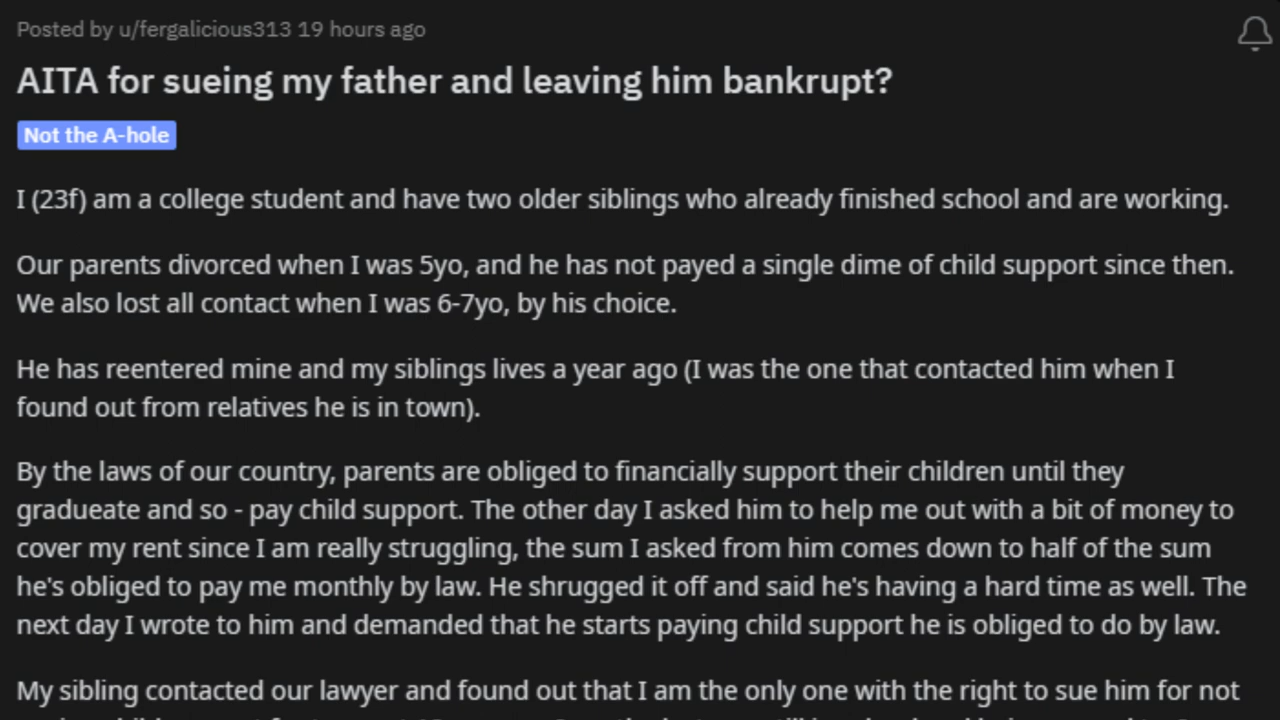 Posted by u/fergalicious313 19 hours ago
AITA for sueing my father and leaving him bankrupt?
Not the A-hole
I (23f) am a college student and have two older siblings who already finished school and are working.
Our parents divorced when I was 5yo, and he has not payed a single dime of child support since then.
We also lost all contact when I was 6-7yo, by his choice.
He has reentered mine and my siblings lives a year ago (I was the one that contacted him when I
found out from relatives he is in town).
By the laws of our country, parents are obliged to financially support their children until they
gradueate and so - pay child support. The other day I asked him to help me out with a bit of money to
cover my rent since I am really struggling, the sum I asked from him comes down to half of the sum
he's obliged to pay me monthly by law. He shrugged it off and said he's having a hard time as well. The
next day I wrote to him and demanded that he starts paying child support he is obliged to do by law.
My sibling contacted our lawyer and found out that I am the only one with the right to sue him for not